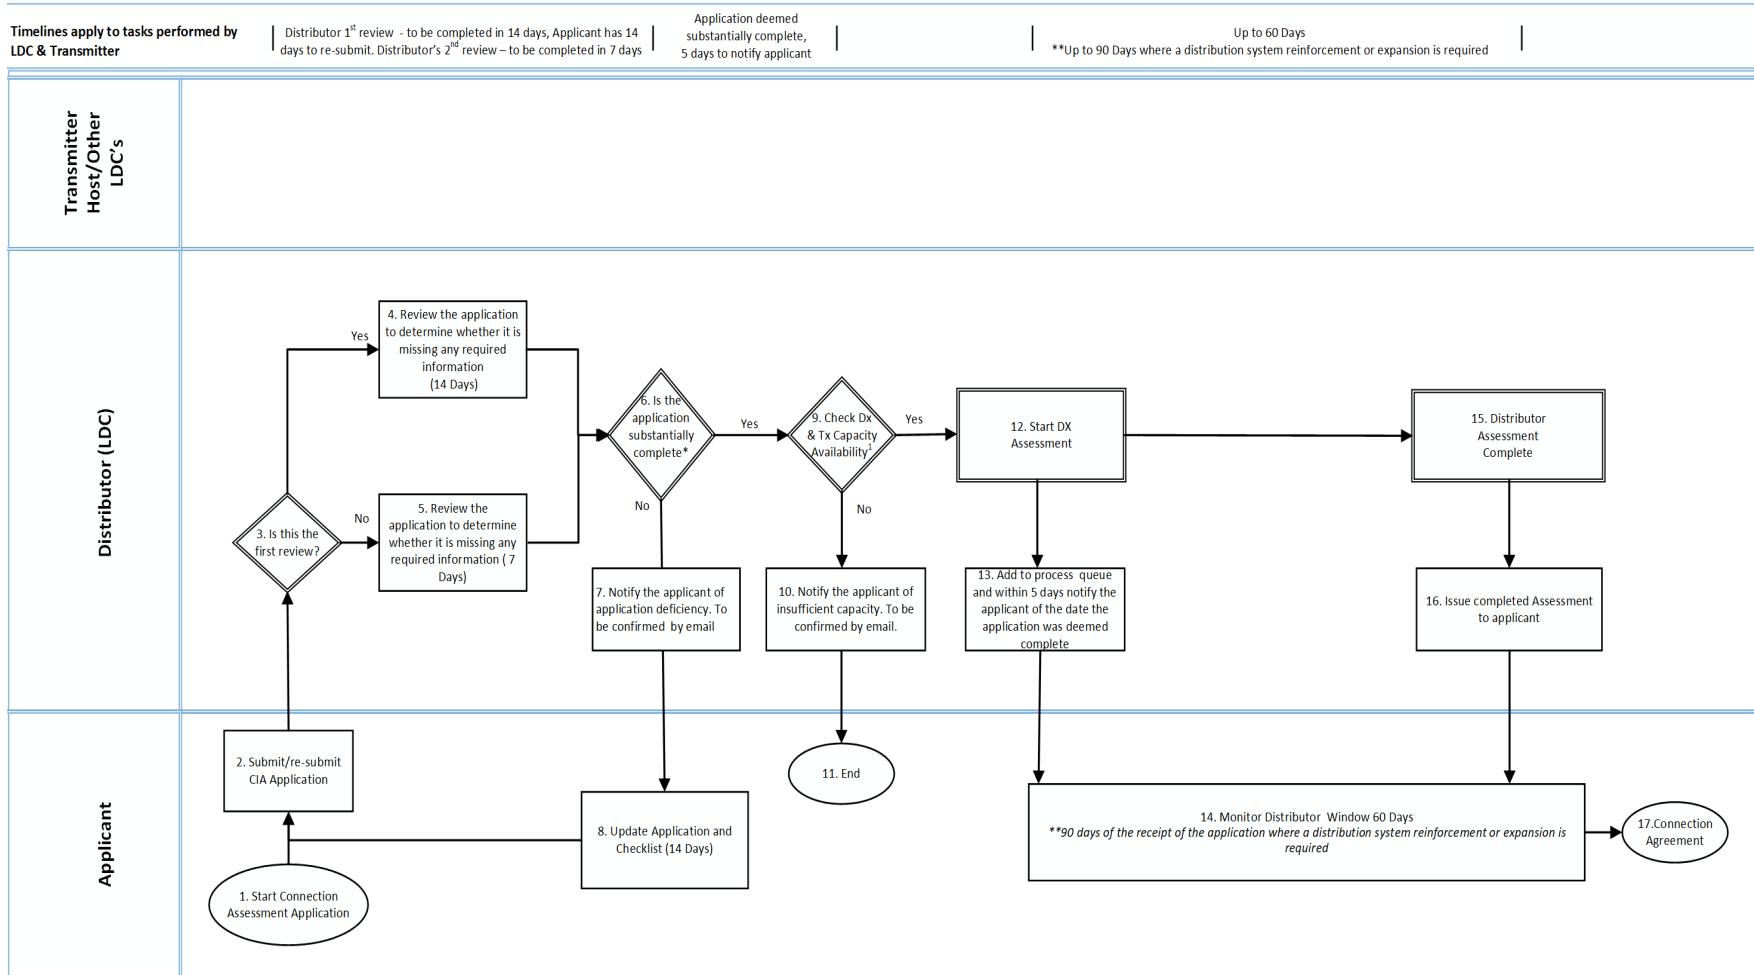 Timelines apply to tasks performed by
LDC & Transmitter
Distributor 1st review - to be completed in 14 days, Applicant has 14
days to re-submit. Distributor's 2nd review – to be completed in 7 days
Application deemed
substantially complete,
5 days to notify applicant
Up to 60 Days
**Up to 90 Days where a distribution system reinforcement or expansion is required
Transmitter
Host/Other
LDC's
Distributor (LDC)
4. Review the application
to determine whether it is
missing any required
information
(14 Days)
Yes
3. Is this the
first review?
No
5. Review the
application to determine
whether it is missing any
required information ( 7
Days)
6. Is the
application
substantially
complete*
Yes
No
7. Notify the applicant of
application deficiency. To
be confirmed by email
9. Check Dx
& Tx Capacity
Availability1
Yes
No
10. Notify the applicant of
insufficient capacity. To be
confirmed by email.
12. Start DX
Assessment
13. Add to process queue
and within 5 days notify the
applicant of the date the
application was deemed
complete
15. Distributor
Assessment
Complete
16. Issue completed Assessment
to applicant
Applicant
2. Submit/re-submit
CIA Application
1. Start Connection
Assessment Application
8. Update Application and
Checklist (14 Days)
11. End
14. Monitor Distributor Window 60 Days
**90 days of the receipt of the application where a distribution system reinforcement or expansion is
required
17.Connection
Agreement